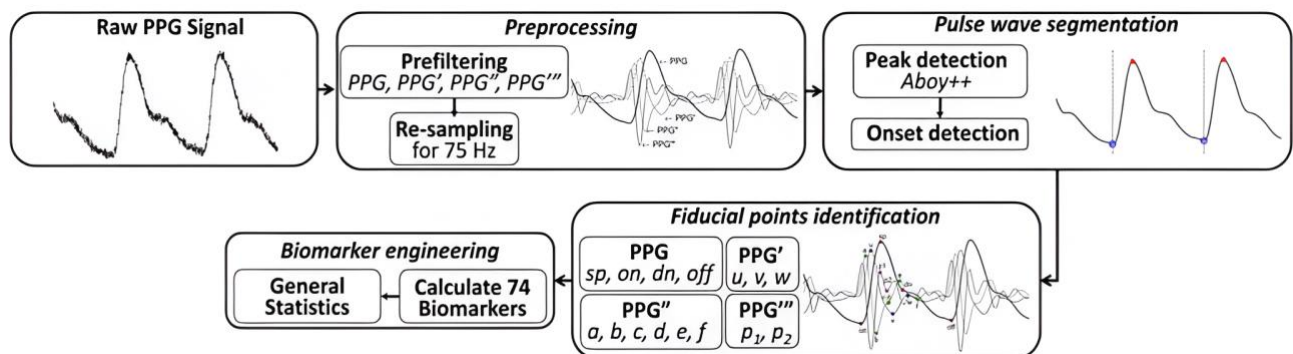 Raw PPG Signal
Preprocessing
Prefiltering
PPG, PPG', PPG", PPG'"
Re-sampling
for 75 Hz
PPG
PPG'
PPG"
PPG'"
Pulse wave segmentation
Peak detection
Aboy++
Onset detection
Fiducial points identification
PPG
sp, on, dn, off
PPG'
u, v, w
PPG"
a, b, c, d, e, f
PPG'"
p₁, p₂
Biomarker engineering
General
Statistics
Calculate 74
Biomarkers